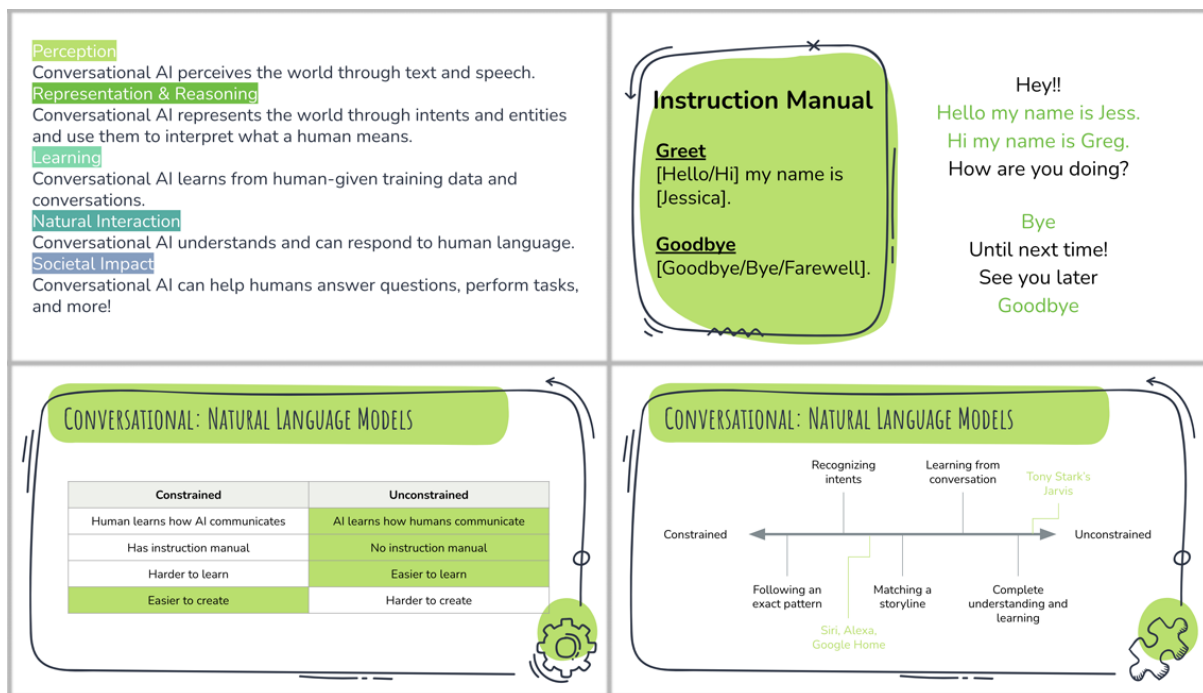 Perception
Conversational AI perceives the world through text and speech.
Representation & Reasoning
Conversational AI represents the world through intents and entities
and use them to interpret what a human means.
Learning
Conversational AI learns from human-given training data and
conversations.
Natural Interaction
Conversational AI understands and can respond to human language.
Societal Impact
Conversational AI can help humans answer questions, perform tasks,
and more!
Instruction Manual
Greet
[Hello/Hi] my name is
[Jessica].
Goodbye
[Goodbye/Bye/Farewell].
Hey!!
Hello my name is Jess.
Hi my name is Greg.
How are you doing?
Bye
Until next time!
See you later
Goodbye
Conversational: Natural Language Models
Constrained Unconstrained
Human learns how AI communicates AI learns how humans communicate
Has instruction manual No instruction manual
Harder to learn Easier to learn
Easier to create Harder to create
Conversational: Natural Language Models
Recognizing
intents
Learning from
conversation
Tony Stark's
Jarvis
Constrained
Unconstrained
Following an
exact pattern
Siri, Alexa,
Google Home
Matching a
storyline
Complete
understanding and
learning